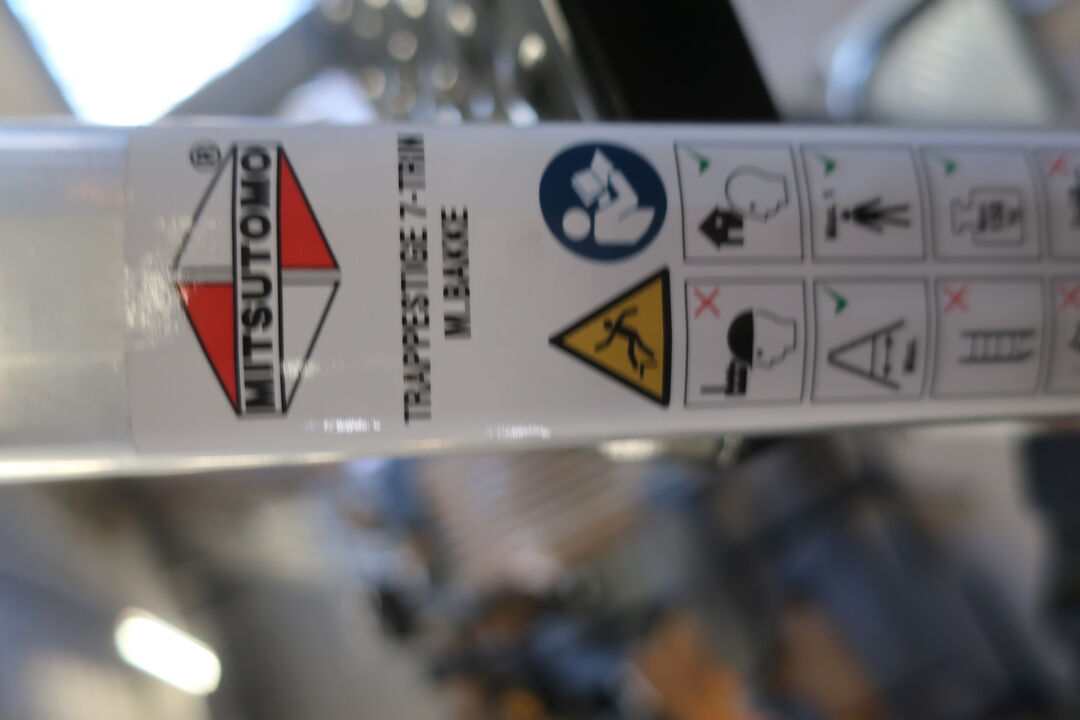 MITSUTOMO®
TRAPPESTIGE 7-TRIN
M.BAKKE